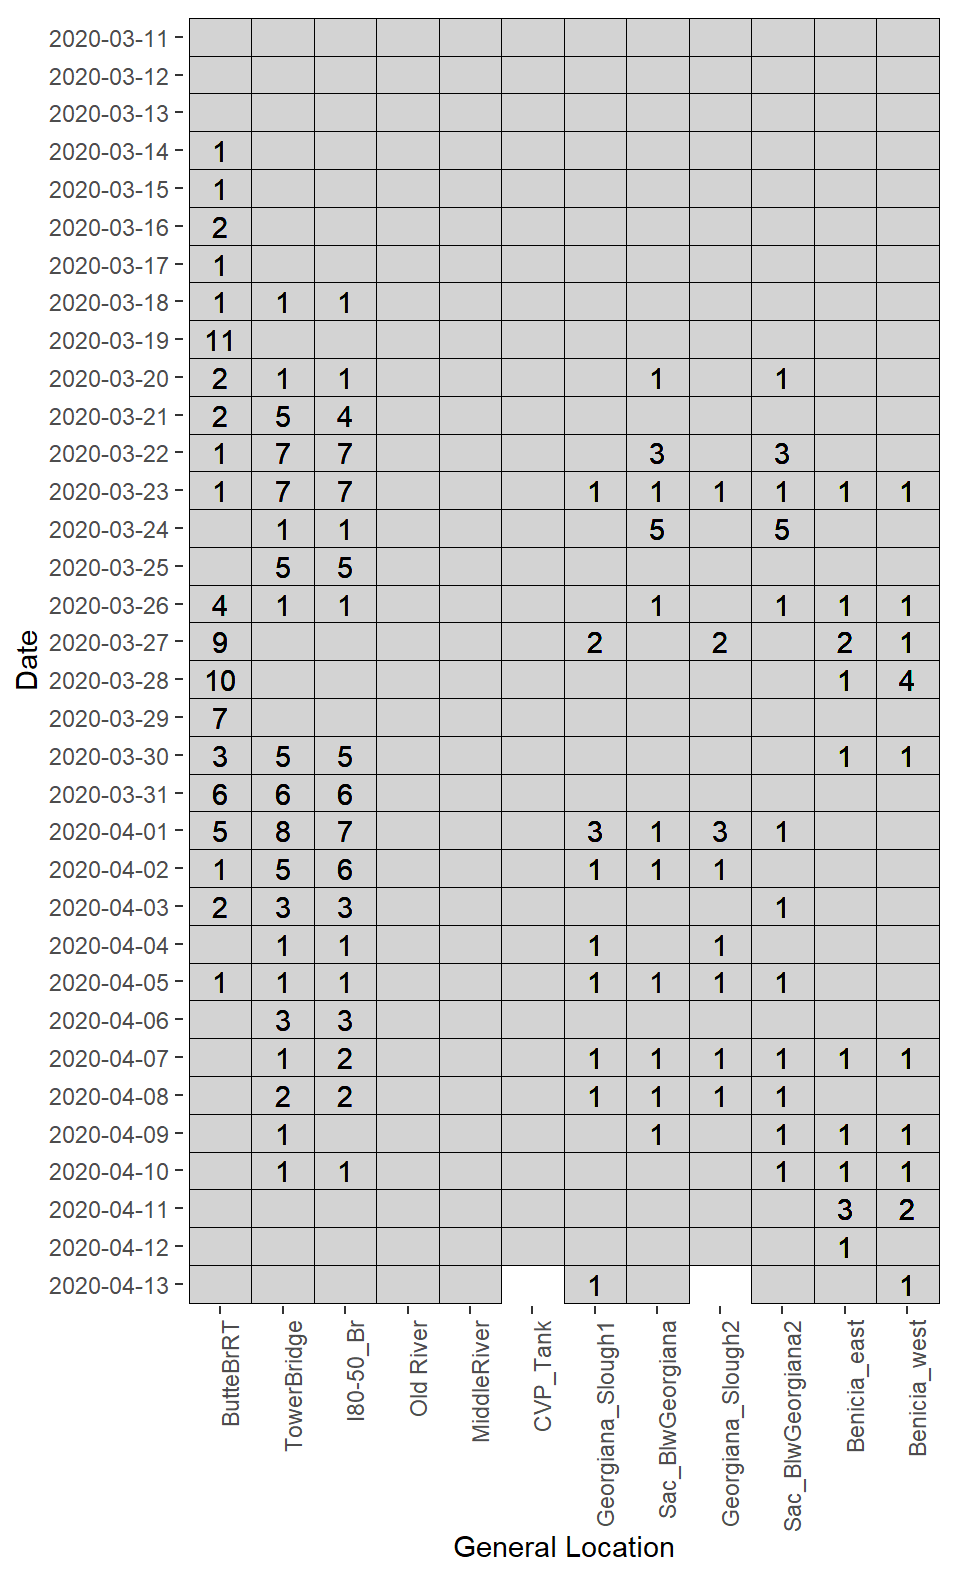 2020-03-11
2020-03-12
2020-03-13
2020-03-14 1
2020-03-15 1
2020-03-16 2
2020-03-17 1
2020-03-18 1 1 1
2020-03-19 11
2020-03-20 2 1 1 1 1
2020-03-21 2 5 4
2020-03-22 1 7 7 3 3
2020-03-23 1 7 7 1 1 1 1 1 1
2020-03-24 1 1 5 5
2020-03-25 5 5
2020-03-26 4 1 1 1 1 1 1
2020-03-27 9 2 2 2 1
2020-03-28 10 1 4
2020-03-29 7
2020-03-30 3 5 5 1 1
2020-03-31 6 6 6
2020-04-01 5 8 7 3 1 3 1
2020-04-02 1 5 6 1 1 1
2020-04-03 2 3 3 1
2020-04-04 1 1 1 1
2020-04-05 1 1 1 1 1 1 1
2020-04-06 3 3
2020-04-07 1 2 1 1 1 1 1 1
2020-04-08 2 2 1 1 1 1
2020-04-09 1 1 1 1 1
2020-04-10 1 1 1 1 1
2020-04-11 3 2
2020-04-12 1
2020-04-13 1 1
Date
ButteBrRT
TowerBridge
I80-50_Br
Old River
MiddleRiver
CVP_Tank
Georgiana_Slough1
Sac_BlwGeorgiana
Georgiana_Slough2
Sac_BlwGeorgiana2
Benicia_east
Benicia_west
General Location